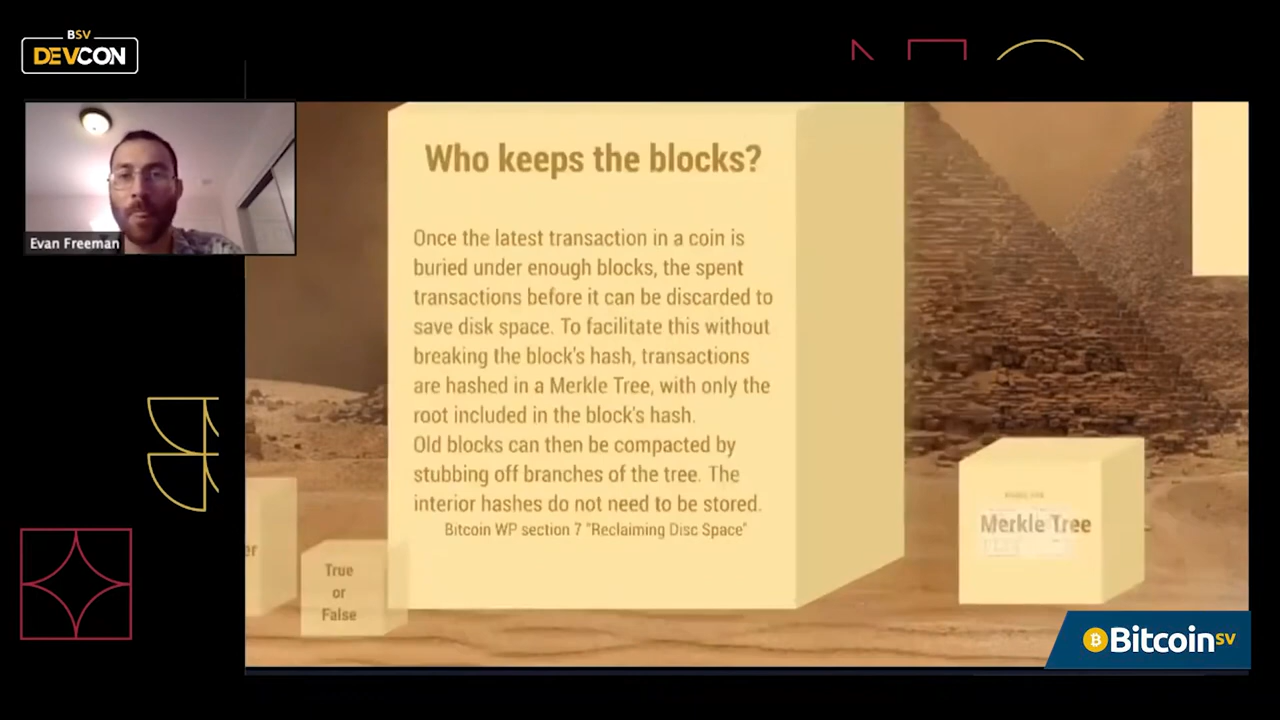 BSV
DEVCON
Evan Freeman
Who keeps the blocks?
Once the latest transaction in a coin is
buried under enough blocks, the spent
transactions before it can be discarded to
save disk space. To facilitate this without
breaking the block's hash, transactions
are hashed in a Merkle Tree, with only the
root included in the block's hash.
Old blocks can then be compacted by
stubbing off branches of the tree. The
interior hashes do not need to be stored.
Bitcoin WP section 7 "Reclaiming Disc Space"
er
True
or
False
Merkle Tree
BitcoinSV